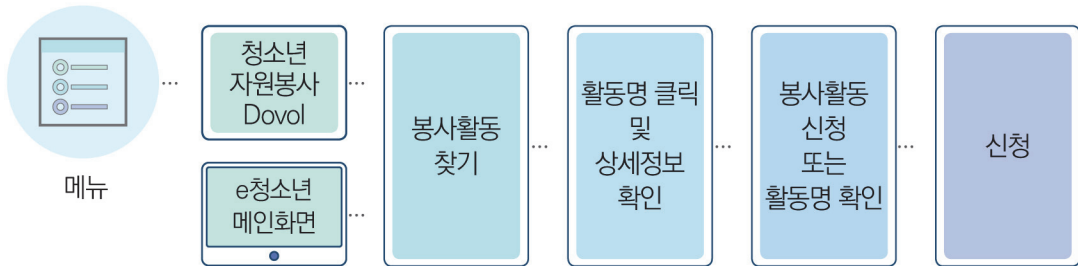 메뉴
청소년
자원봉사
Dovol
e청소년
메인화면
봉사활동
찾기
활동명 클릭
및
상세정보
확인
봉사활동
신청
또는
활동명 확인
신청